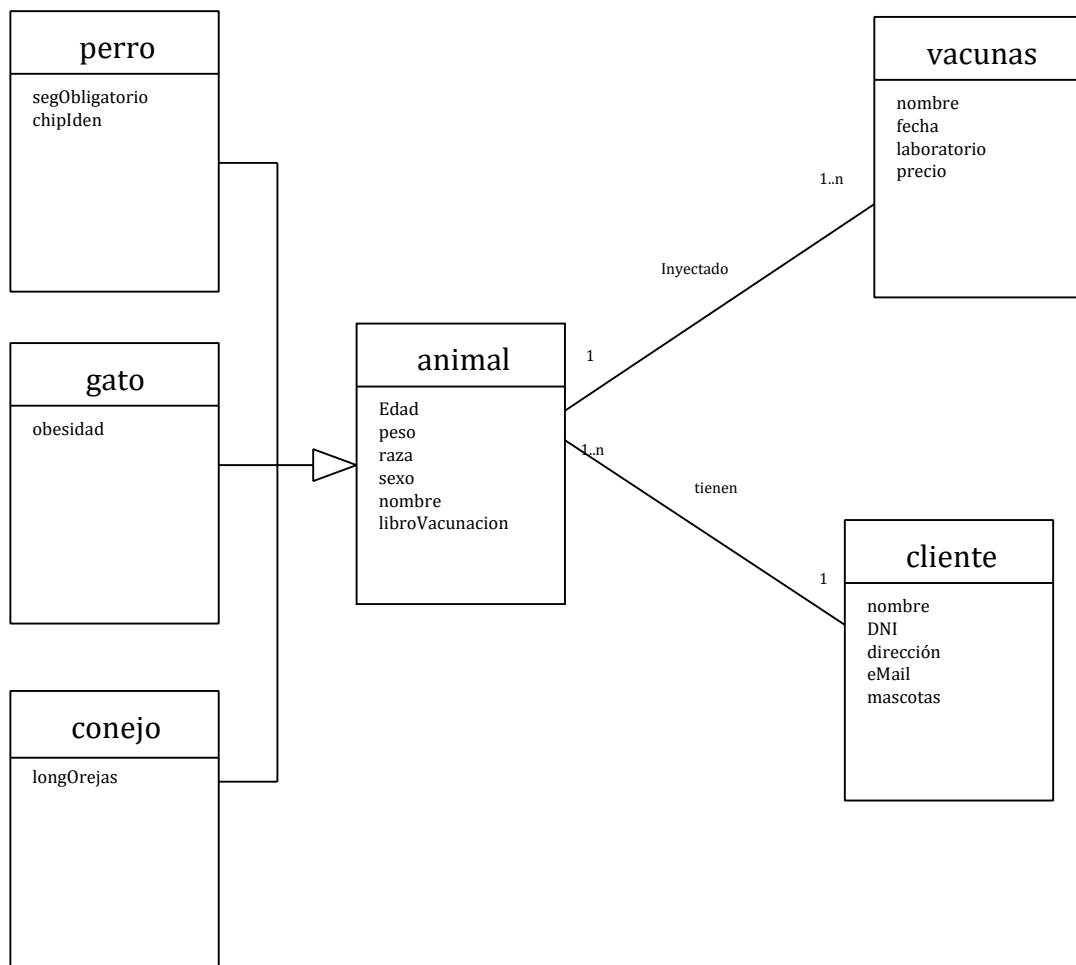 perro
segObligatorio
chipIden
vacunas
nombre
fecha
laboratorio
precio
1..n
Inyectado
gato
obesidad
animal
Edad
peso
raza
sexo
nombre
libroVacunacion
1
1..n
tienen
1
cliente
nombre
DNI
dirección
eMail
mascotas
conejo
longOrejas